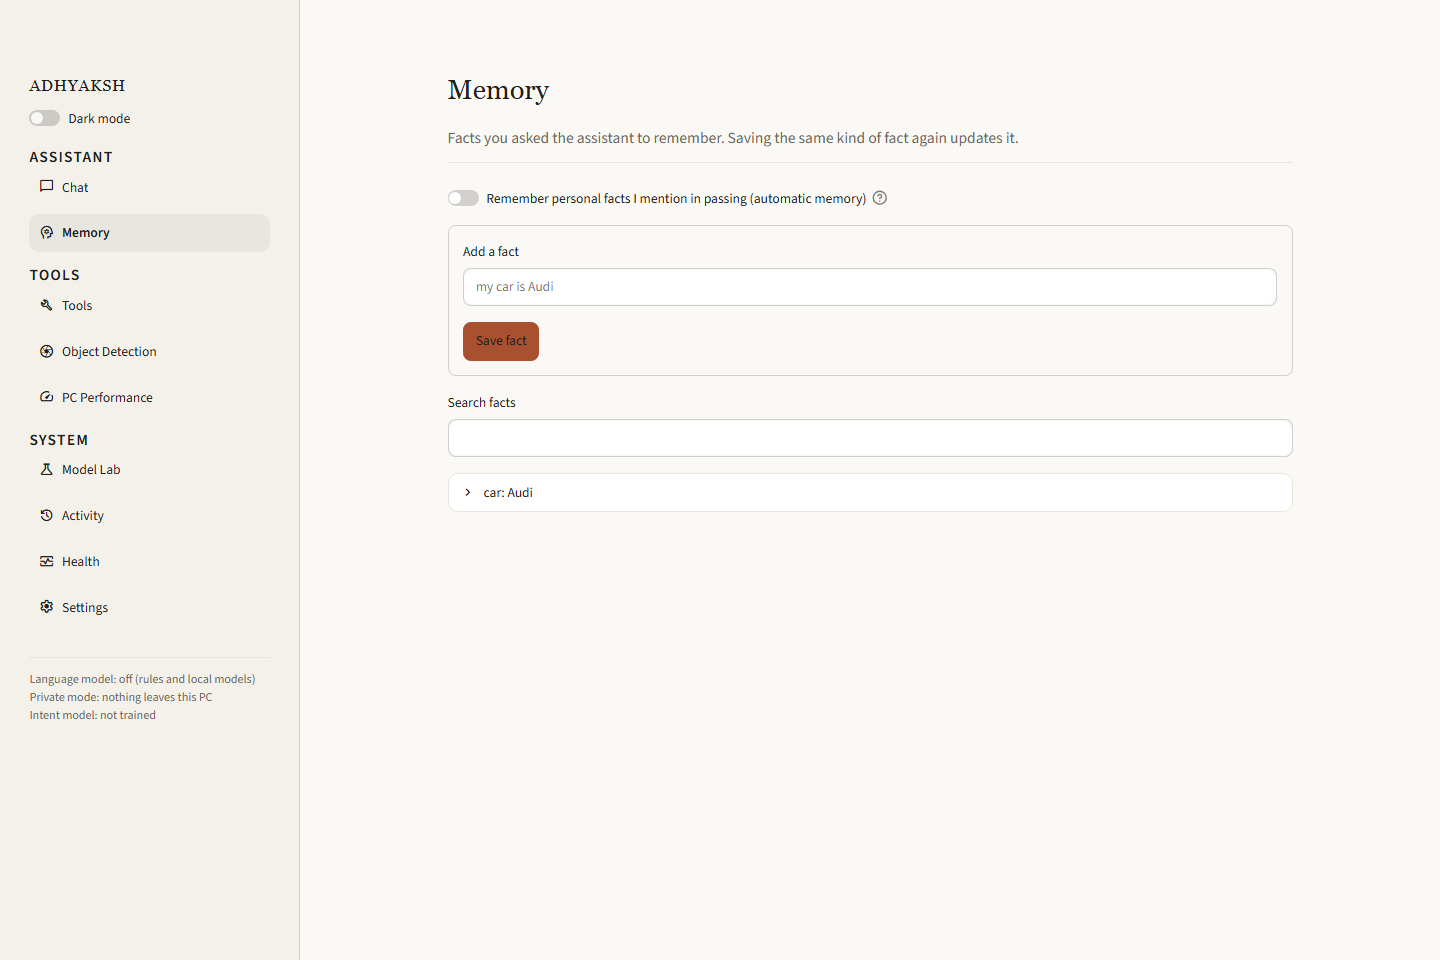 ADHYAKSH
Dark mode
ASSISTANT
Chat
Memory
TOOLS
Tools
Object Detection
PC Performance
SYSTEM
Model Lab
Activity
Health
Settings
Language model: off (rules and local models)
Private mode: nothing leaves this PC
Intent model: not trained
Memory
Facts you asked the assistant to remember. Saving the same kind of fact again updates it.
Remember personal facts I mention in passing (automatic memory)
Add a fact
my car is Audi
Save fact
Search facts
car: Audi